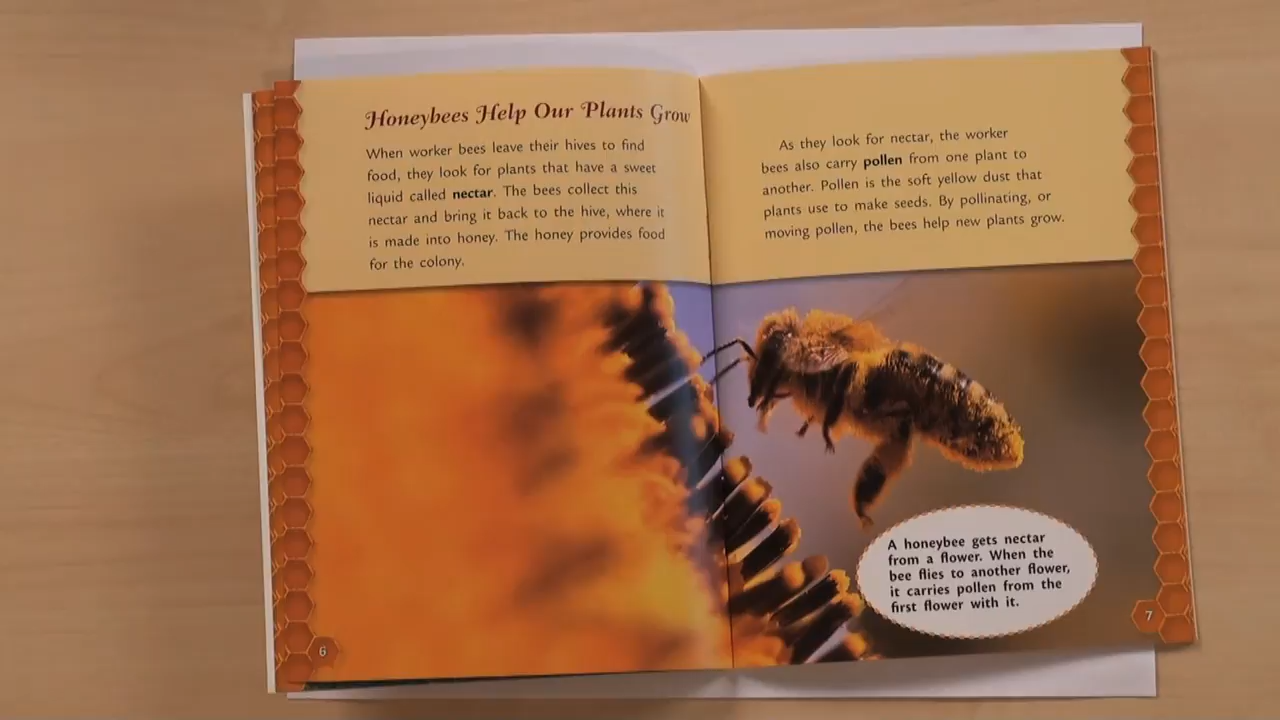 Honeybees Help Our Plants Grow
When worker bees leave their hives to find
food, they look for plants that have a sweet
liquid called nectar. The bees collect this
nectar and bring it back to the hive, where it
is made into honey. The honey provides food
for the colony.
6
As they look for nectar, the worker
bees also carry pollen from one plant to
another. Pollen is the soft yellow dust that
plants use to make seeds. By pollinating, or
moving pollen, the bees help new plants grow.
A honeybee gets nectar
from a flower. When the
bee flies to another flower,
it carries pollen from the
first flower with it.
7